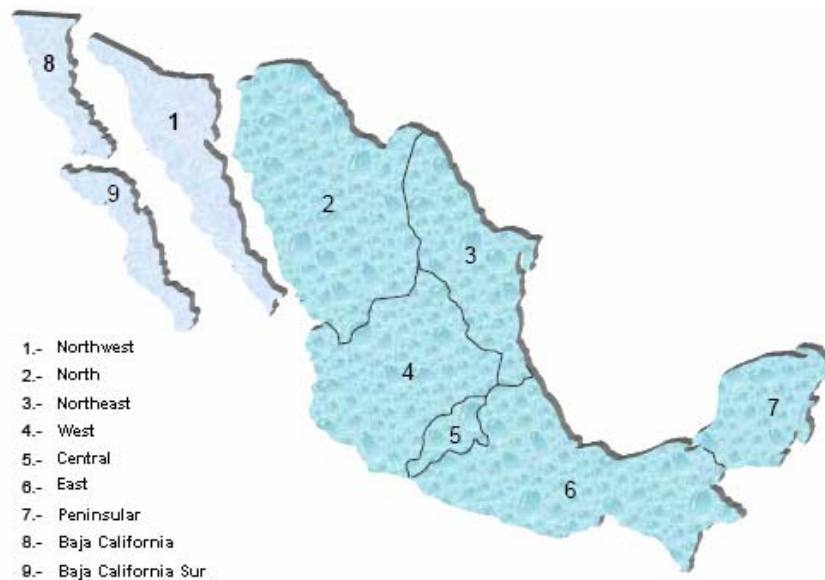 8
1
9
2
3
4
5
6
7
1.- Northwest
2.- North
3.- Northeast
4.- West
5.- Central
6.- East
7.- Peninsular
8.- Baja California
9.- Baja California Sur